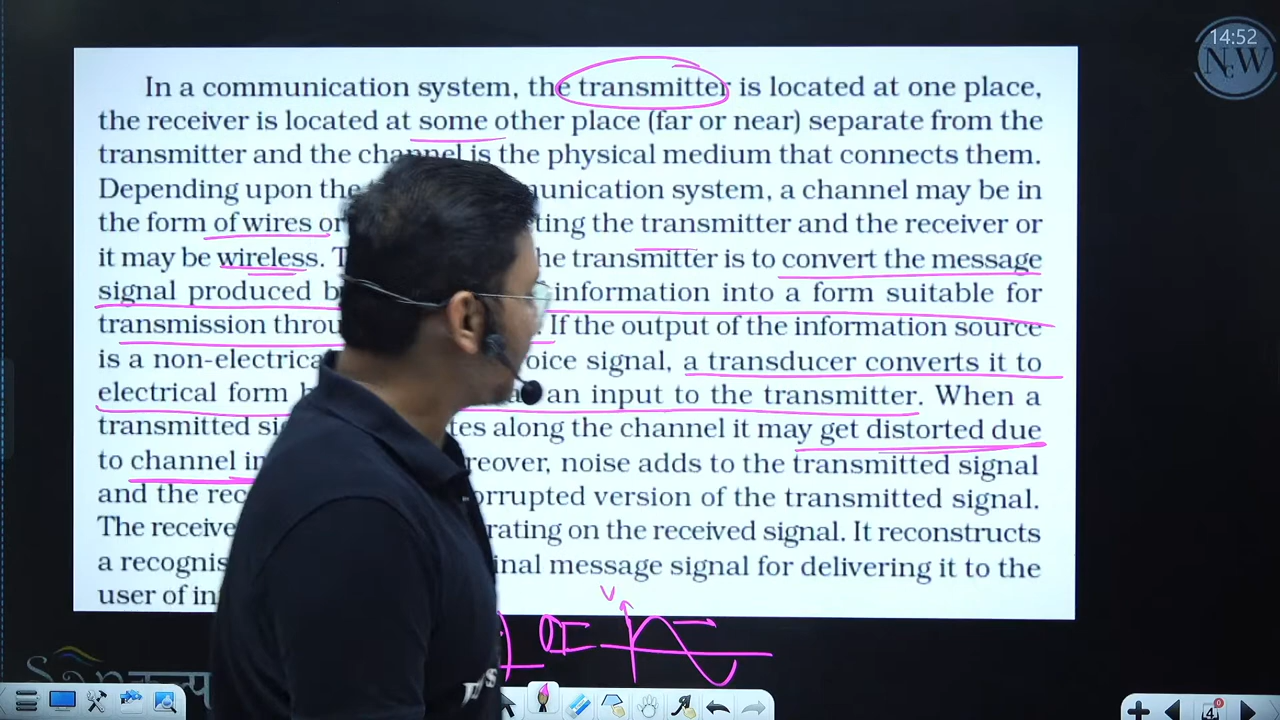 14:52
NcW
In a communication system, the transmitter is located at one place,
the receiver is located at some other place (far or near) separate from the
transmitter and the channel is the physical medium that connects them.
Depending upon the munication system, a channel may be in
the form of wires or ting the transmitter and the receiver or
it may be wireless. T he transmitter is to convert the message
signal produced b information into a form suitable for
transmission throu . If the output of the information source
is a non-electrica oice signal, a transducer converts it to
electrical form b an input to the transmitter. When a
transmitted sig tes along the channel it may get distorted due
to channel im reover, noise adds to the transmitted signal
and the rec orrupted version of the transmitted signal.
The receive rating on the received signal. It reconstructs
a recognis inal message signal for delivering it to the
user of in
V
4